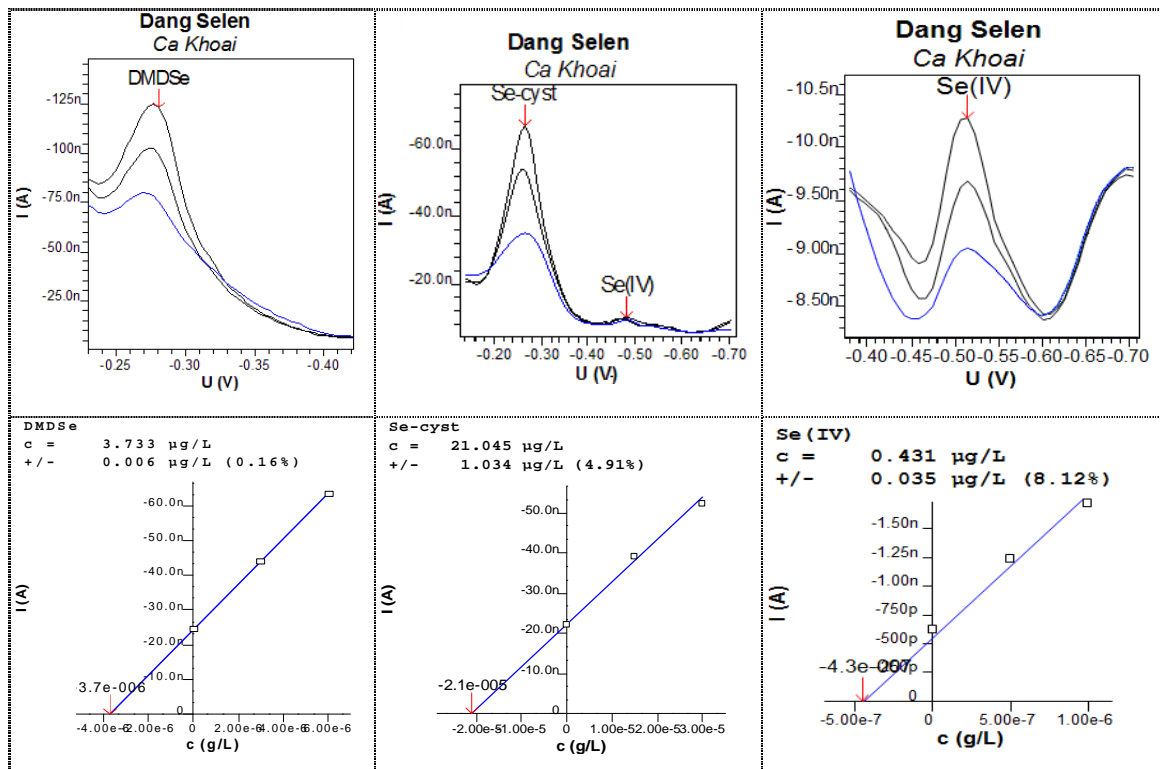 Dang Selen
Ca Khoai
DMDSe
-125n
-100n
-75.0n
-50.0n
-25.0n
I (A)
-0.25 -0.30 -0.35 -0.40
U (V)
Dang Selen
Ca Khoai
Se-cyst
Se(IV)
-60.0n
-40.0n
-20.0n
I (A)
-0.20 -0.30 -0.40 -0.50 -0.60 -0.70
U (V)
Dang Selen
Ca Khoai
Se(IV)
-10.5n
-10.0n
-9.50n
-9.00n
-8.50n
I (A)
-0.40 -0.45 -0.50 -0.55 -0.60 -0.65 -0.70
U (V)
DMDSe
c = 3.733 µg/L
+/- 0.006 µg/L (0.16%)
-60.0n
-50.0n
-40.0n
-30.0n
-20.0n
-10.0n
0
3.7e-006
I (A)
-4.00e-6 -2.00e-6 0 2.00e-6 4.00e-6 6.00e-6
c (g/L)
Se-cyst
c = 21.045 µg/L
+/- 1.034 µg/L (4.91%)
-50.0n
-40.0n
-30.0n
-20.0n
-10.0n
0
-2.1e-005
I (A)
-2.00e-5 -1.00e-5 0 1.00e-5 2.00e-5 3.00e-5
c (g/L)
Se(IV)
c = 0.431 µg/L
+/- 0.035 µg/L (8.12%)
-1.50n
-1.25n
-1.00n
-750p
-500p
0
-4.3e-007
I (A)
-5.00e-7 0 5.00e-7 1.00e-6
c (g/L)